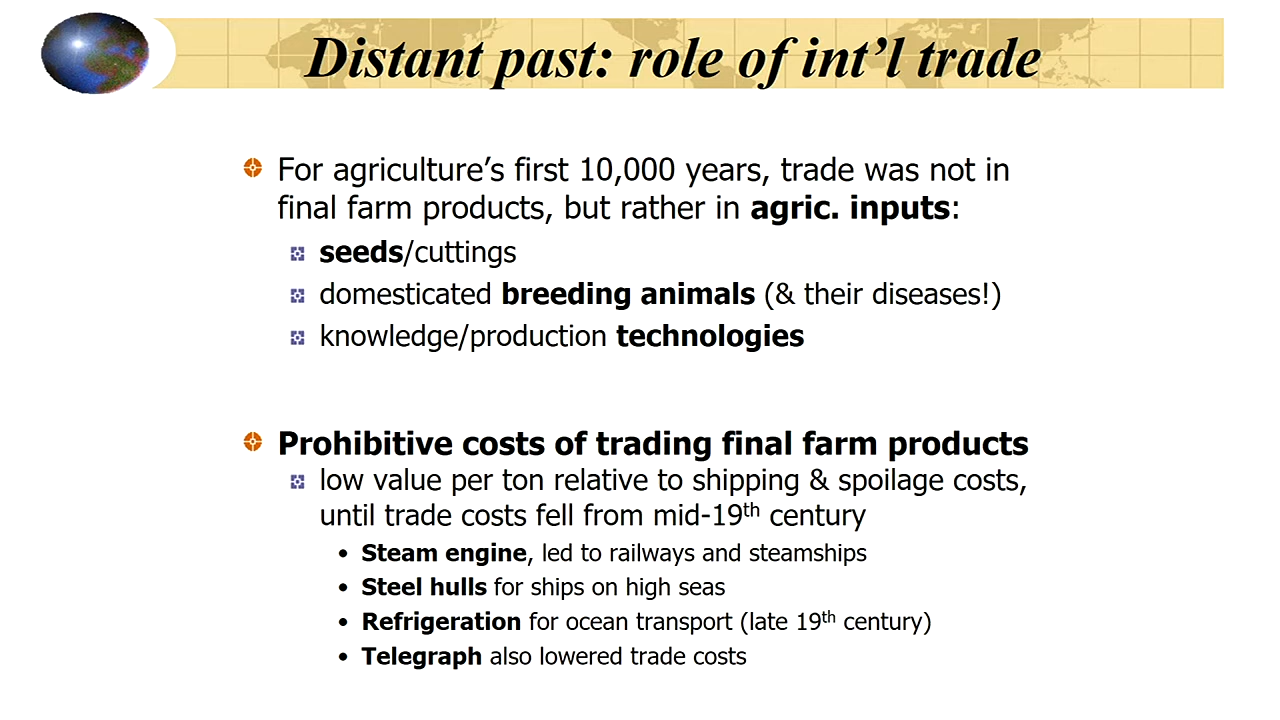 Distant past: role of int’l trade
For agriculture’s first 10,000 years, trade was not in
final farm products, but rather in agric. inputs:
seeds/cuttings
domesticated breeding animals (& their diseases!)
knowledge/production technologies
Prohibitive costs of trading final farm products
low value per ton relative to shipping & spoilage costs,
until trade costs fell from mid-19th century
• Steam engine, led to railways and steamships
• Steel hulls for ships on high seas
• Refrigeration for ocean transport (late 19th century)
• Telegraph also lowered trade costs